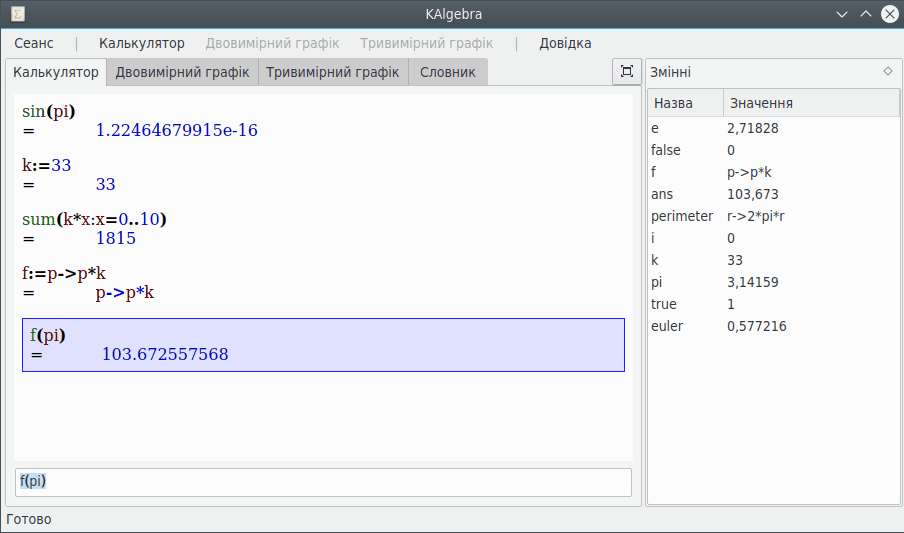 KAlgebra
Сеанс | Калькулятор Двовимірний графік Тривимірний графік | Довідка
Калькулятор Двовимірний графік Тривимірний графік Словник
sin(pi)
= 1.22464679915e-16
k:=33
= 33
sum(k*x:x=0..10)
= 1815
f:=p->p*k
= p->p*k
f(pi)
= 103.672557568
f(pi)
Змінні
Назва Значення
e 2,71828
false 0
f p->p*k
ans 103,673
perimeter r->2*pi*r
i 0
k 33
pi 3,14159
true 1
euler 0,577216
Готово